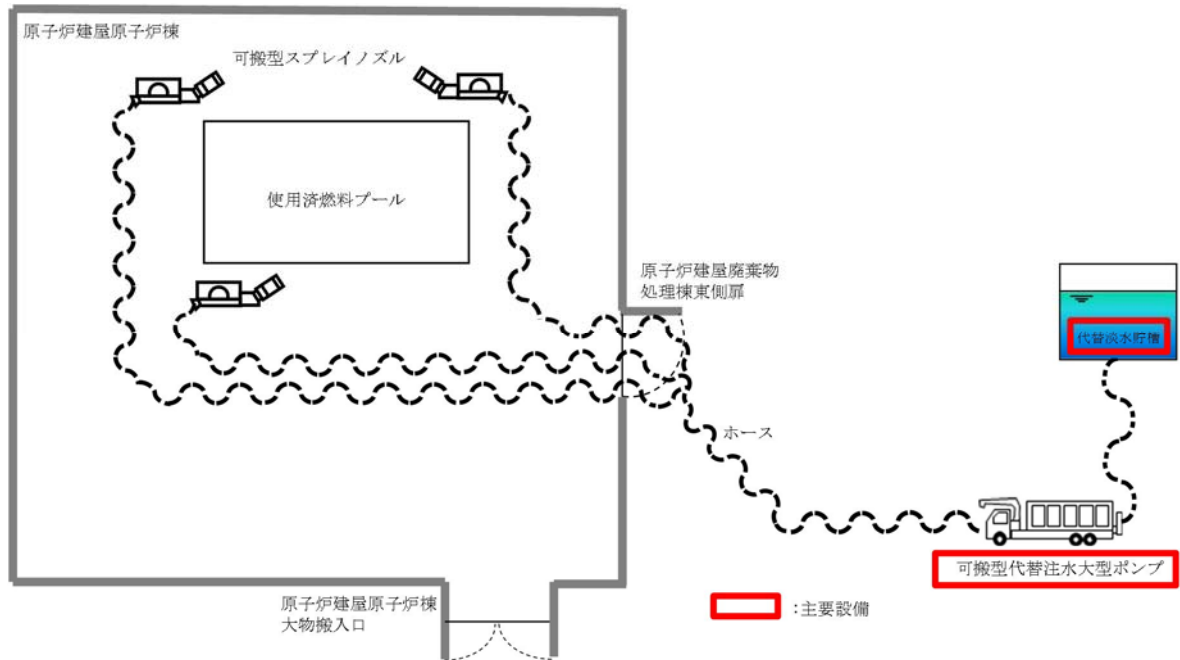 原子炉建屋原子炉棟
可搬型スプレイノズル
使用済燃料プール
原子炉建屋廃棄物
処理棟東側扉
代替淡水貯槽
ホース
可搬型代替注水大型ポンプ
原子炉建屋原子炉棟
大物搬入口
:主要設備